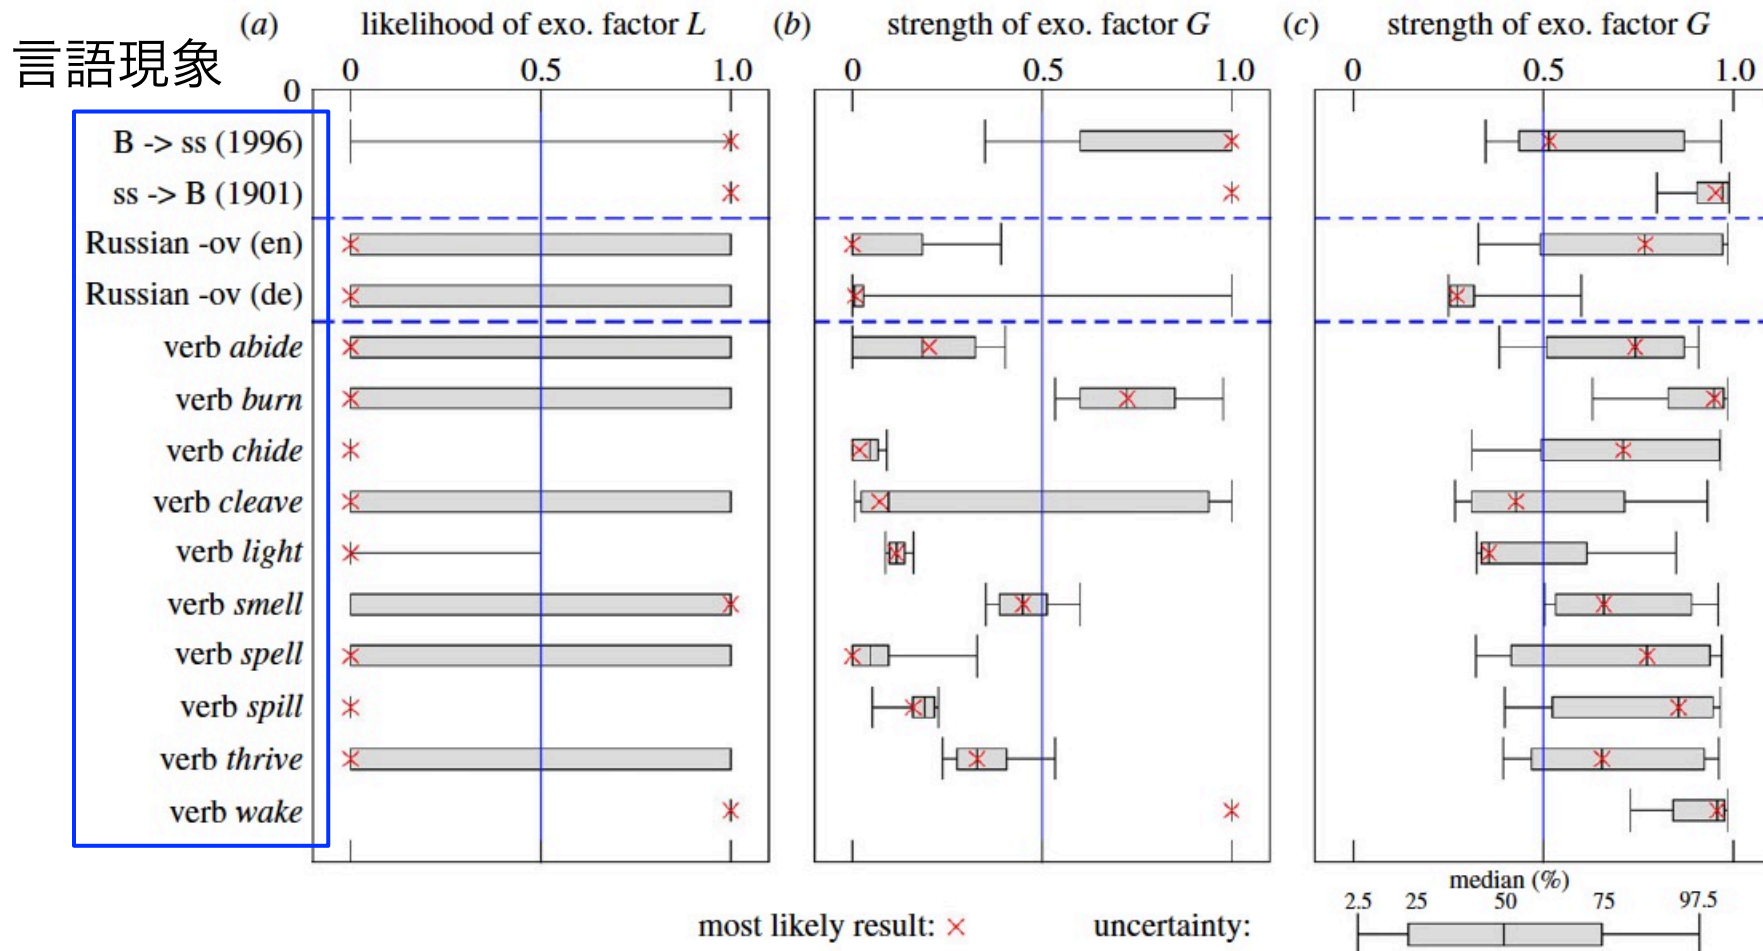 (a) likelihood of exo. factor L
(b) strength of exo. factor G
(c) strength of exo. factor G
言語現象
0 0.5 1.0
0 0.5 1.0
0 0.5 1.0
0
B -> ss (1996)
ss -> B (1901)
Russian -ov (en)
Russian -ov (de)
verb abide
verb burn
verb chide
verb cleave
verb light
verb smell
verb spell
verb spill
verb thrive
verb wake
median (%)
2.5 25 50 75 97.5
most likely result: × uncertainty: